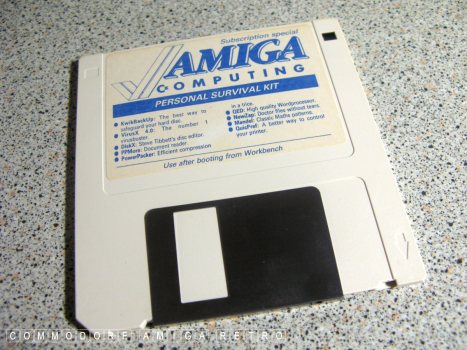 Subscription special
AMIGA
COMPUTING
PERSONAL SURVIVAL KIT
KwikBackUp: The best way to
safeguard your hard disc.
VirusX 4.0: The number 1
virusbuster.
DiskX: Steve Tibbett's disc editor.
PPMore: Document reader.
PowerPacker: Efficient compression
in a trice.
QED: High quality Wordprocessor.
NewZap: Doctor files without tears.
Mandel: Classic Maths patterns.
QuicPref: A better way to control
your printer.
Use after booting from Workbench
COMMODORE AMIGA RETRO